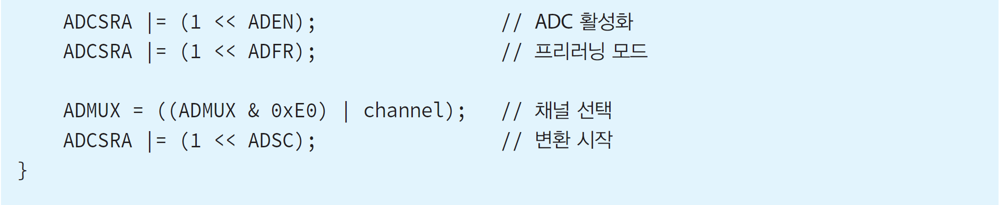 ADCSRA |= (1 << ADEN); // ADC 활성화
ADCSRA |= (1 << ADFR); // 프리러닝 모드
ADMUX = ((ADMUX & 0xE0) | channel); // 채널 선택
ADCSRA |= (1 << ADSC); // 변환 시작
}